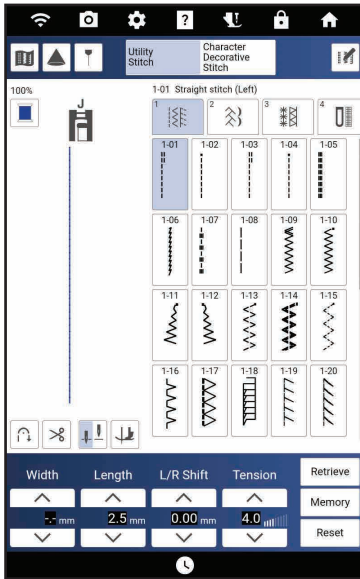 ?
Utility
Stitch
Character
Decorative
Stitch
100%
1-01 Straight stitch (Left)
J
1
2
3
4
1-01
1-02
1-03
1-04
1-05
1-06
1-07
1-08
1-09
1-10
1-11
1-12
1-13
1-14
1-15
1-16
1-17
1-18
1-19
1-20
Width
Length
L/R Shift
Tension
-.- mm
2.5 mm
0.00 mm
4.0
Retrieve
Memory
Reset